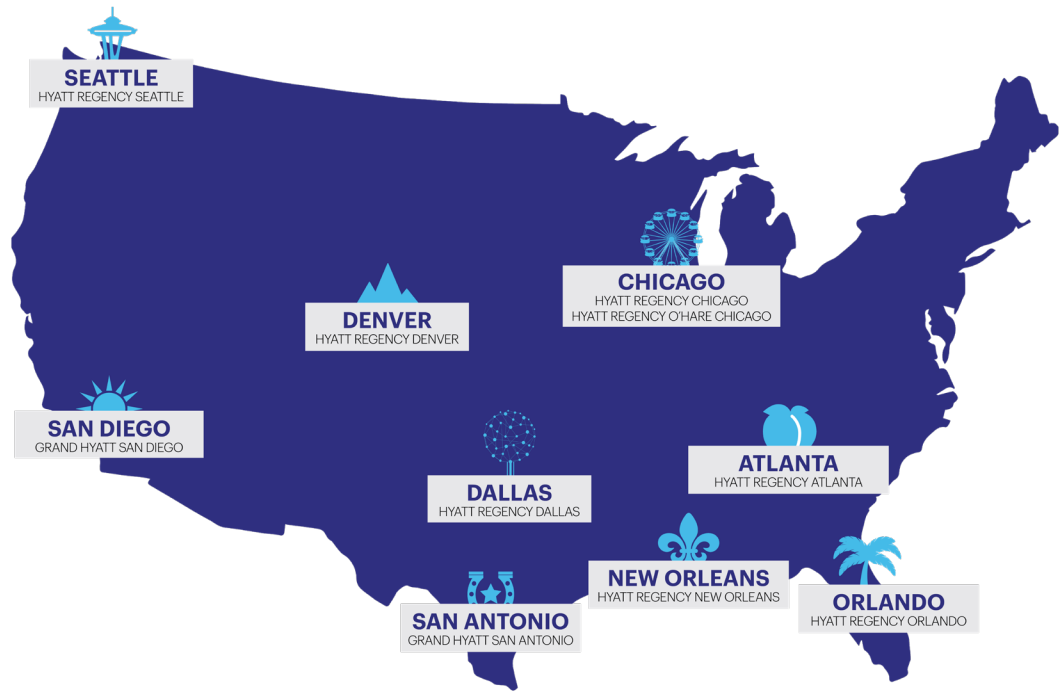 SEATTLE
HYATT REGENCY SEATTLE
CHICAGO
HYATT REGENCY CHICAGO
HYATT REGENCY O'HARE CHICAGO
DENVER
HYATT REGENCY DENVER
SAN DIEGO
GRAND HYATT SAN DIEGO
ATLANTA
HYATT REGENCY ATLANTA
DALLAS
HYATT REGENCY DALLAS
NEW ORLEANS
HYATT REGENCY NEW ORLEANS
ORLANDO
HYATT REGENCY ORLANDO
SAN ANTONIO
GRAND HYATT SAN ANTONIO